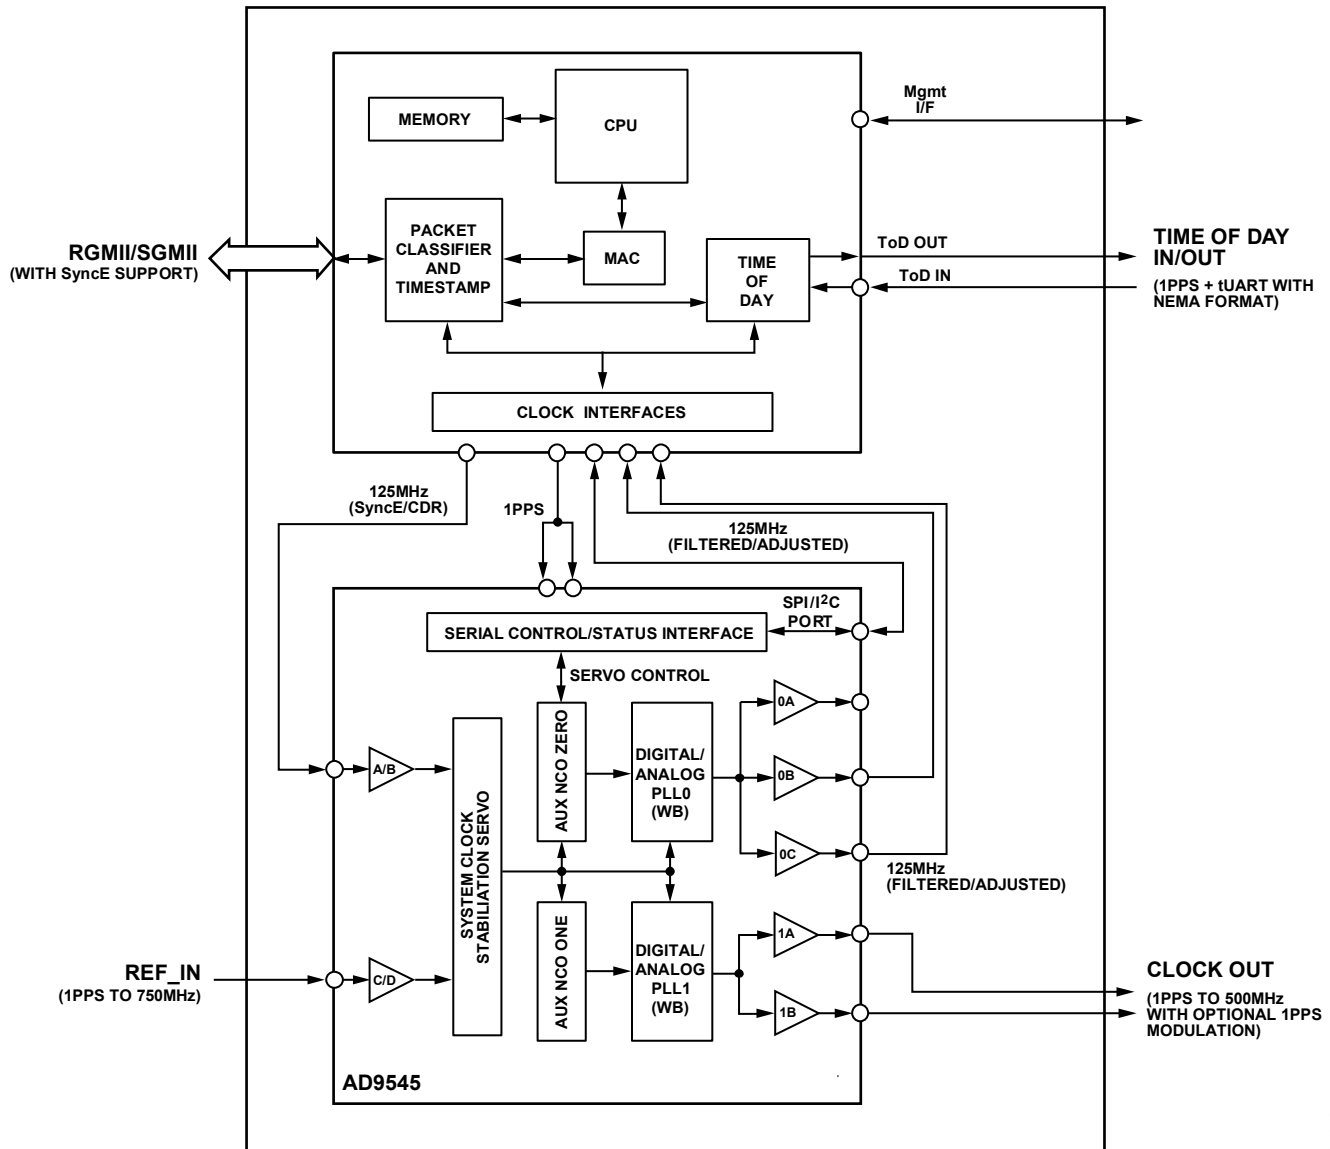 Mgmt
I/F
MEMORY
CPU
RGMII/SGMII
(WITH SyncE SUPPORT)
PACKET
CLASSIFIER
AND
TIMESTAMP
MAC
TIME
OF
DAY
ToD OUT
ToD IN
TIME OF DAY
IN/OUT
(1PPS + tUART WITH
NEMA FORMAT)
CLOCK INTERFACES
125MHz
(SyncE/CDR)
1PPS
125MHz
(FILTERED/ADJUSTED)
SPI/I2C
PORT
SERIAL CONTROL/STATUS INTERFACE
SERVO CONTROL
A/B
C/D
SYSTEM CLOCK
STABILIATION SERVO
AUX NCO ZERO
DIGITAL/
ANALOG
PLL0
(WB)
0A
0B
0C
125MHz
(FILTERED/ADJUSTED)
AUX NCO ONE
DIGITAL/
ANALOG
PLL1
(WB)
1A
1B
REF_IN
(1PPS TO 750MHz)
CLOCK OUT
(1PPS TO 500MHz
WITH OPTIONAL 1PPS
MODULATION)
AD9545